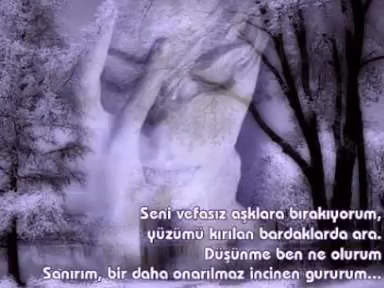 Seni vefasız aşklara bırakıyorum,
yüzümü kırılan bardaklarda ara.
Düşünme ben ne olurum
Sanırım, bir daha onarılmaz incinen gururum...